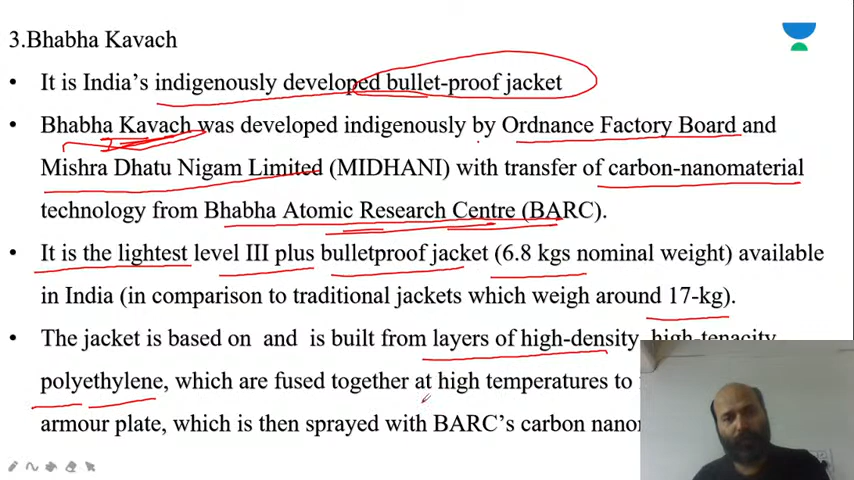 3.Bhabha Kavach
• It is India's indigenously developed bullet-proof jacket
• Bhabha Kavach was developed indigenously by Ordnance Factory Board and
Mishra Dhatu Nigam Limited (MIDHANI) with transfer of carbon-nanomaterial
technology from Bhabha Atomic Research Centre (BARC).
• It is the lightest level III plus bulletproof jacket (6.8 kgs nominal weight) available
in India (in comparison to traditional jackets which weigh around 17-kg).
• The jacket is based on and is built from layers of high-density, high-tenacity
polyethylene, which are fused together at high temperatures to
armour plate, which is then sprayed with BARC's carbon